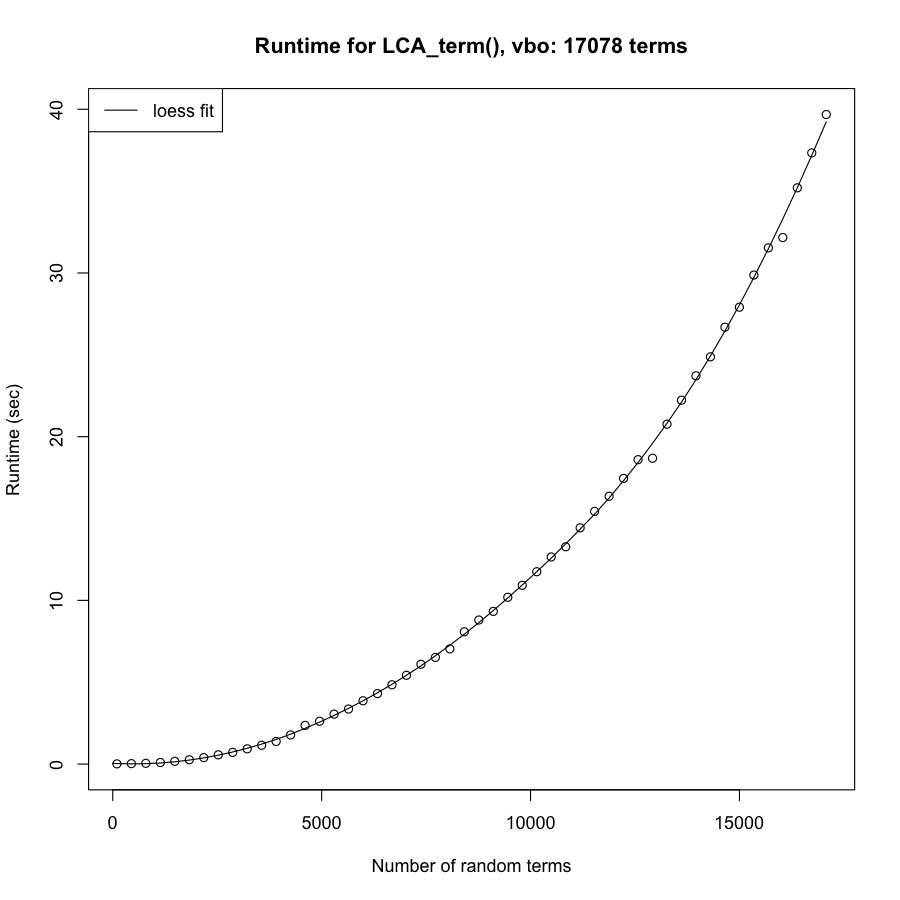 Runtime for LCA_term(), vbo: 17078 terms
loess fit
40
30
20
10
0
Runtime (sec)
0 5000 10000 15000
Number of random terms